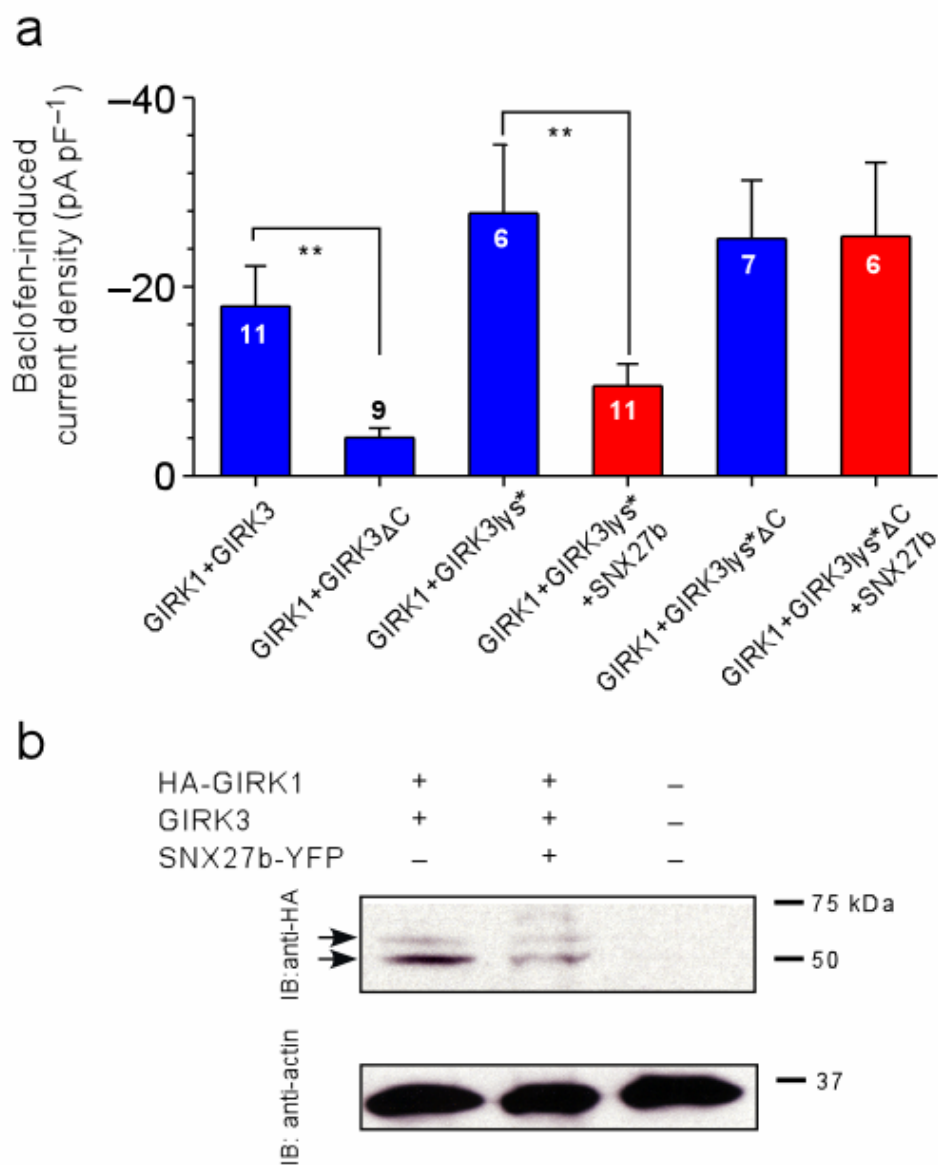 a
Baclofen-induced
current density (pA pF⁻¹)
−40
−20
0
**
**
11
9
6
11
7
6
GIRK1+GIRK3
GIRK1+GIRK3ΔC
GIRK1+GIRK3lys*
GIRK1+GIRK3lys*
+SNX27b
GIRK1+GIRK3lys*ΔC
GIRK1+GIRK3lys*ΔC
+SNX27b
b
HA-GIRK1 + + −
GIRK3 + + −
SNX27b-YFP − + −
IB:anti-HA
75 kDa
50
IB: anti-actin
37